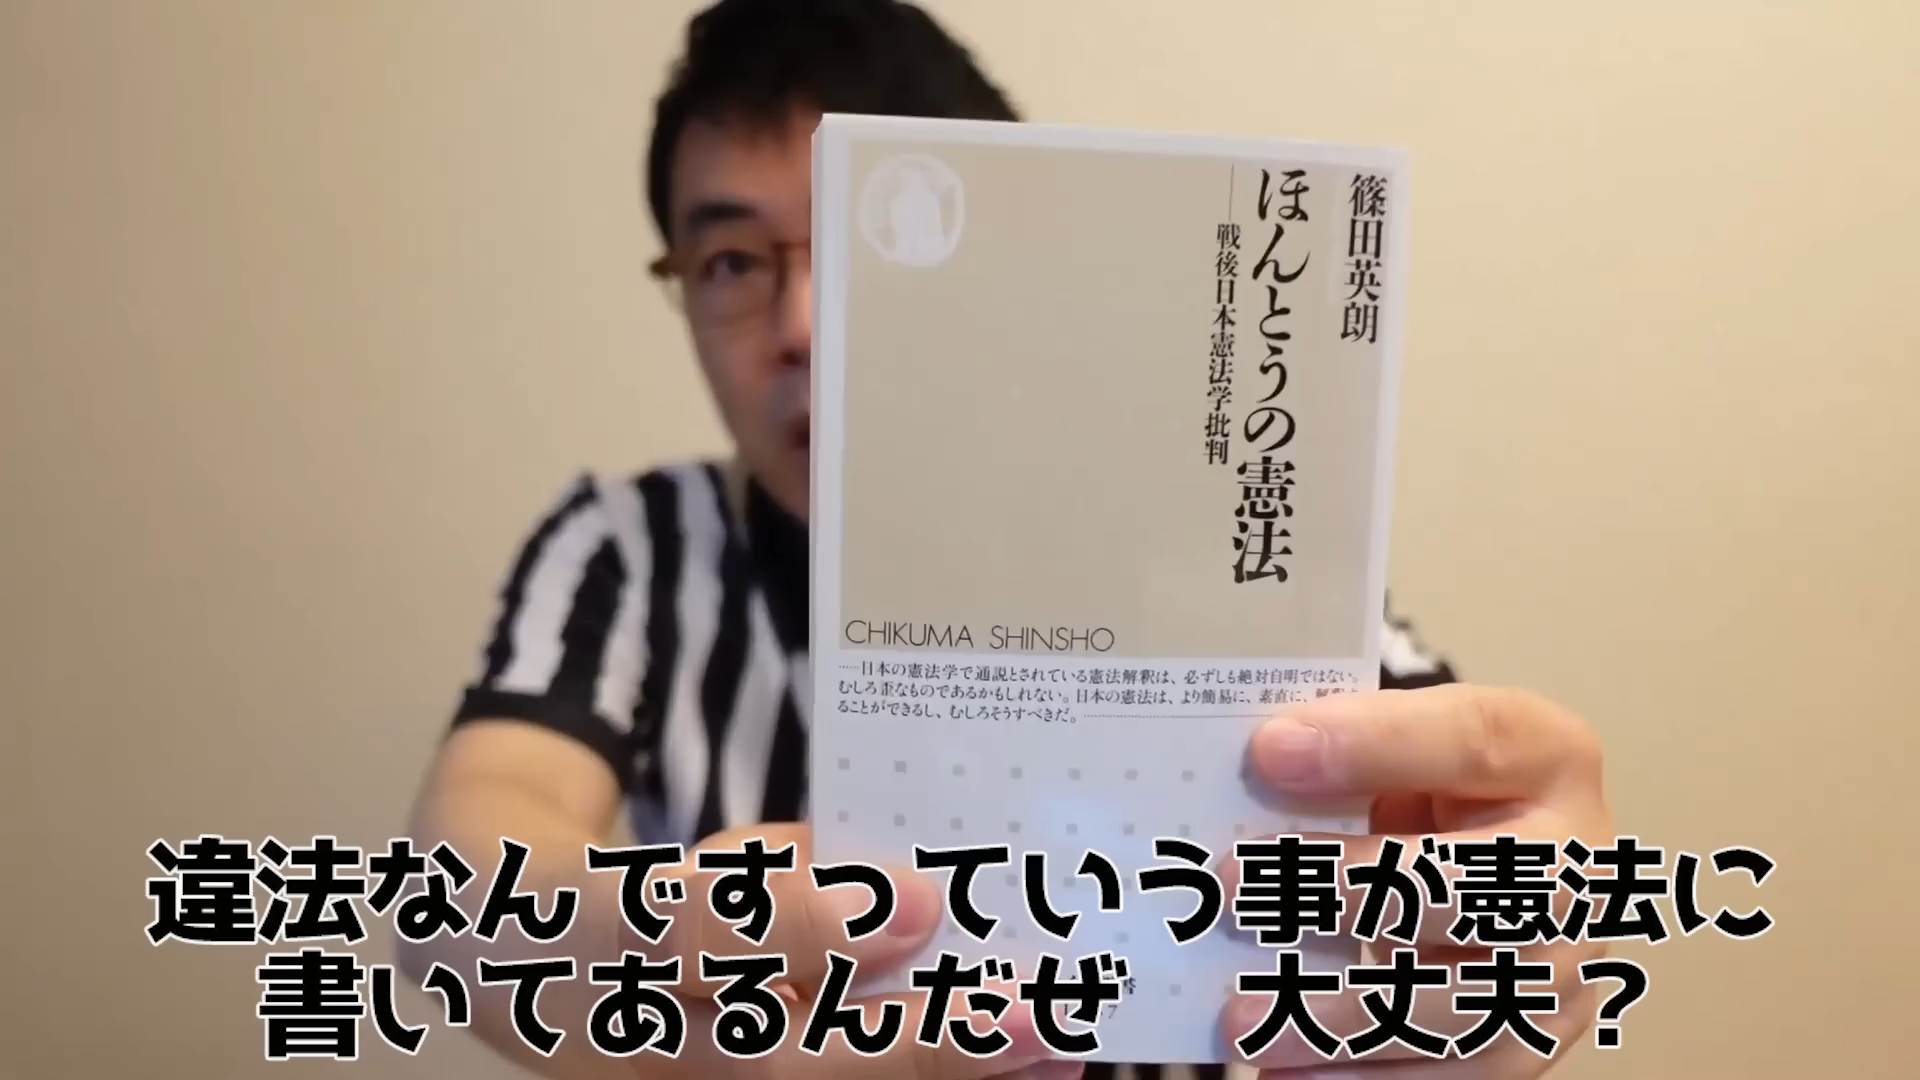 篠田英朗
ほんとうの憲法
──戦後日本憲法学批判
CHIKUMA SHINSHO
……日本の憲法学で通説とされている憲法解釈は、必ずしも絶対自明ではない。
むしろ歪なものであるかもしれない。日本の憲法は、より簡易に、素直に、
ることができるし、むしろそうすべきだ。……………………
違法なんですっていう事が憲法に
書いてあるんだぜ　大丈夫？